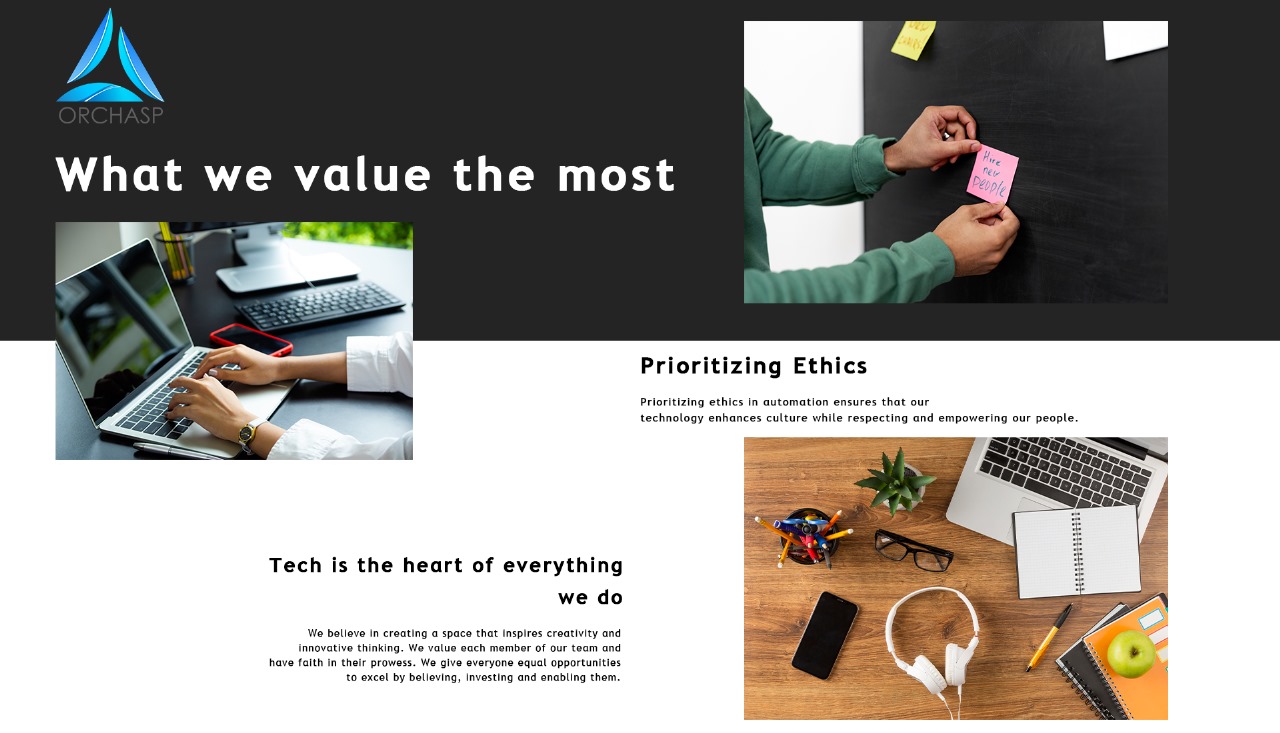 ORCHASP
What we value the most
Hire
new
people
Prioritizing Ethics
Prioritizing ethics in automation ensures that our
technology enhances culture while respecting and empowering our people.
Tech is the heart of everything
we do
We believe in creating a space that inspires creativity and
innovative thinking. We value each member of our team and
have faith in their prowess. We give everyone equal opportunities
to excel by believing, investing and enabling them.